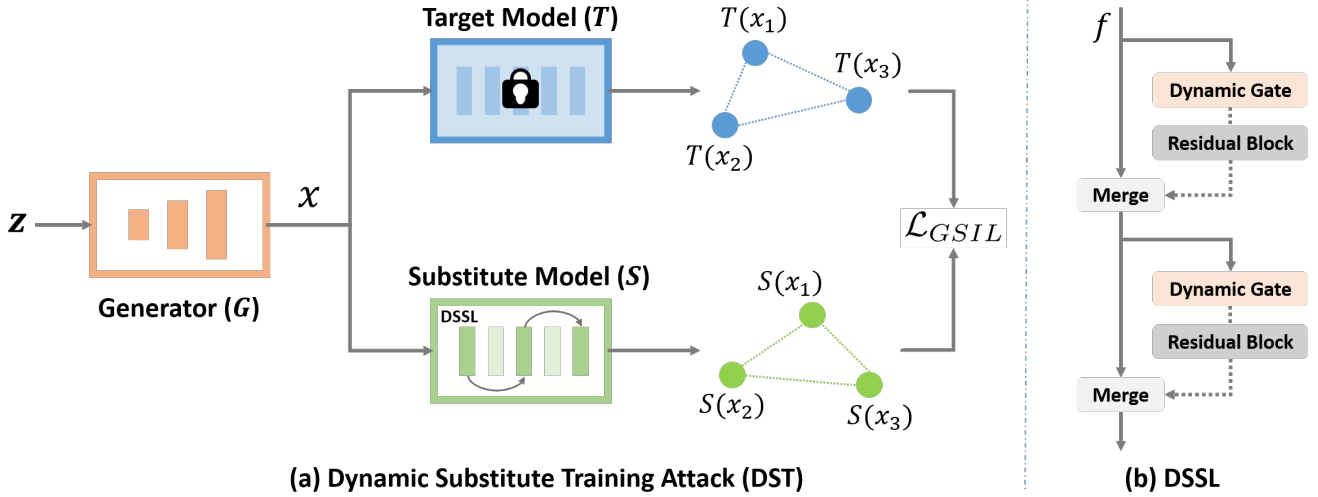 Target Model (T)
T(x₁)
T(x₃)
T(x₂)
z
x
Generator (G)
ℒ_GSIL
Substitute Model (S)
DSSL
S(x₁)
S(x₂)
S(x₃)
(a) Dynamic Substitute Training Attack (DST)
f
Dynamic Gate
Residual Block
Merge
Dynamic Gate
Residual Block
Merge
(b) DSSL